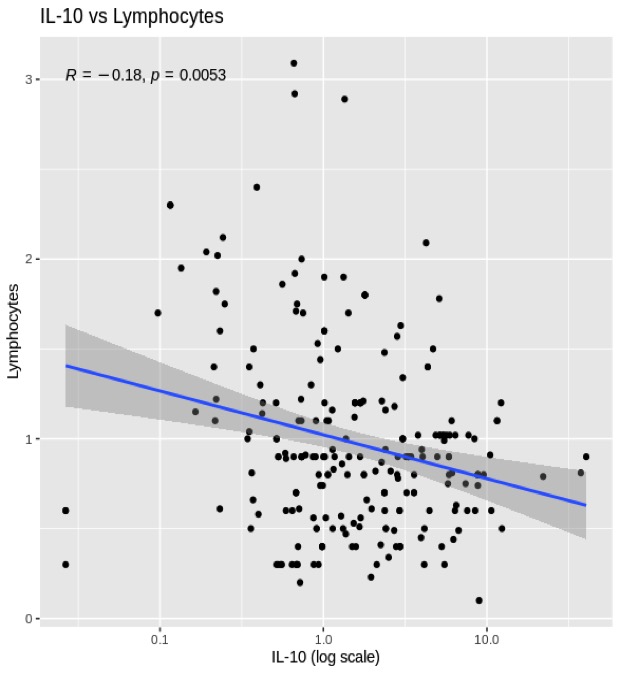 IL-10 vs Lymphocytes
R = −0.18, p = 0.0053
3
2
1
0
Lymphocytes
0.1 1.0 10.0
IL-10 (log scale)